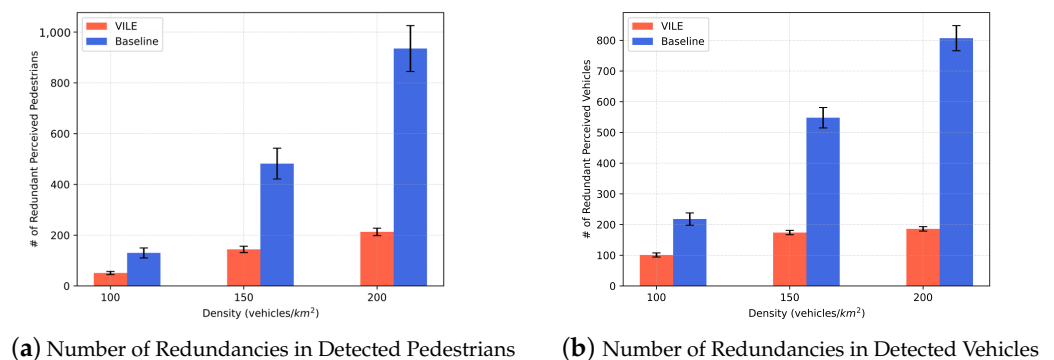 VILE
Baseline
# of Redundant Perceived Pedestrians
1,000
800
600
400
200
0
100
150
200
Density (vehicles/km²)
(a) Number of Redundancies in Detected Pedestrians
VILE
Baseline
# of Redundant Perceived Vehicles
800
700
600
500
400
300
200
100
0
100
150
200
Density (vehicles/km²)
(b) Number of Redundancies in Detected Vehicles